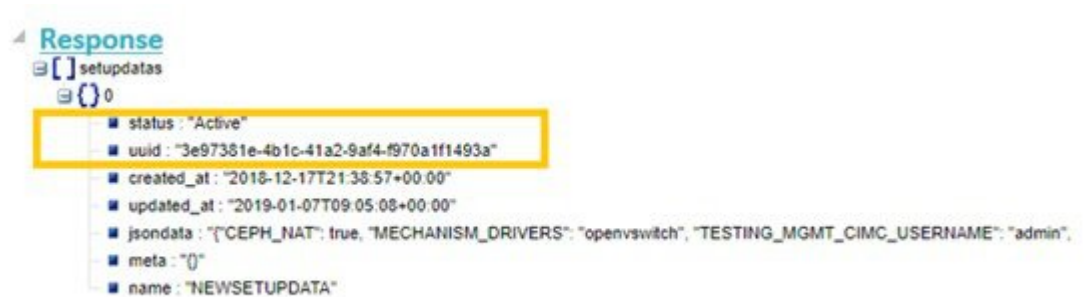 Response
[ ] setupdatas
{} 0
status : "Active"
uuid : "3e97381e-4b1c-41a2-9af4-f970a1f1493a"
created_at : "2018-12-17T21:38:57+00:00"
updated_at : "2019-01-07T09:05:08+00:00"
jsondata : "{"CEPH_NAT": true, "MECHANISM_DRIVERS": "openvswitch", "TESTING_MGMT_CIMC_USERNAME": "admin",
meta : "{}"
name : "NEWSETUPDATA"